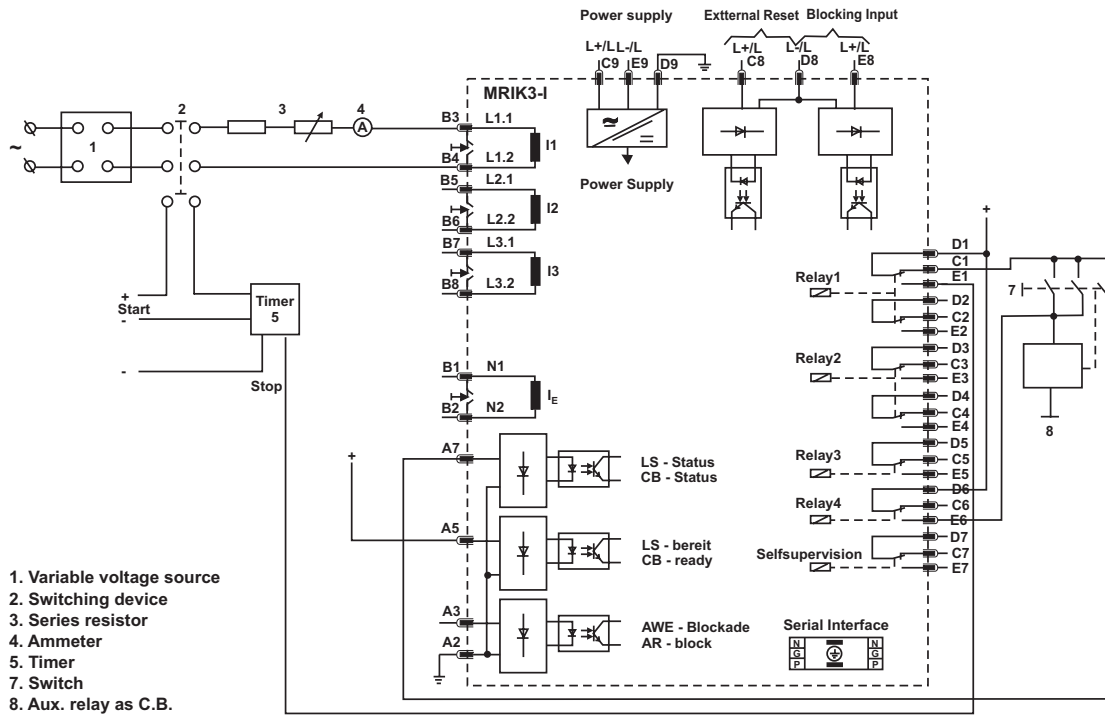 Power supply
Extternal Reset
Blocking Input
L+/L
L-/L
L+/L
L-/L
L+/L
C9
E9
D9
C8
D8
E8
MRIK3-I
2
3
4
A
B3
L1.1
I1
~
1
B4
L1.2
B5
L2.1
I2
B6
L2.2
B7
L3.1
I3
B8
L3.2
Power Supply
+
Start
-
Timer
5
-
Stop
B1
N1
IE
B2
N2
+
D1
C1
E1
Relay1
D2
C2
E2
D3
C3
E3
Relay2
D4
C4
E4
D5
C5
E5
Relay3
D6
C6
E6
Relay4
D7
C7
E7
Selfsupervision
7
8
+
A7
LS - Status
CB - Status
A5
LS - bereit
CB - ready
A3
A2
AWE - Blockade
AR - block
Serial Interface
N
G
P
N
G
P
1. Variable voltage source
2. Switching device
3. Series resistor
4. Ammeter
5. Timer
7. Switch
8. Aux. relay as C.B.